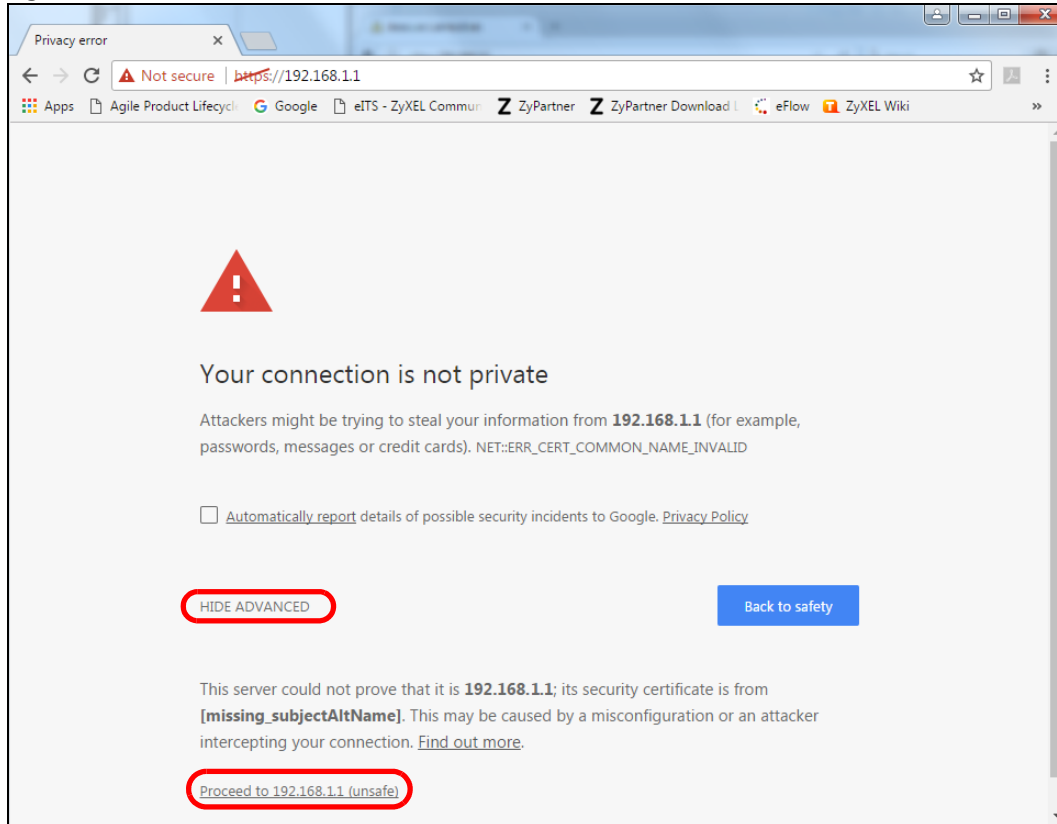 Privacy error
Not secure | https://192.168.1.1
Apps Agile Product Lifecycl Google eITS - ZyXEL Commun ZyPartner ZyPartner Download L eFlow ZyXEL Wiki »
Your connection is not private
Attackers might be trying to steal your information from 192.168.1.1 (for example,
passwords, messages or credit cards). NET::ERR_CERT_COMMON_NAME_INVALID
Automatically report details of possible security incidents to Google. Privacy Policy
HIDE ADVANCED
Back to safety
This server could not prove that it is 192.168.1.1; its security certificate is from
[missing_subjectAltName]. This may be caused by a misconfiguration or an attacker
intercepting your connection. Find out more.
Proceed to 192.168.1.1 (unsafe)